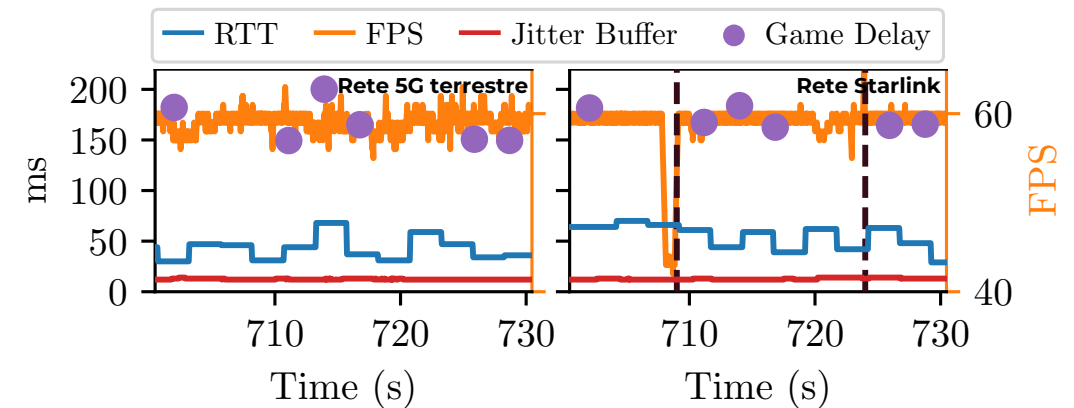 RTT FPS Jitter Buffer Game Delay
Rete 5G terrestre Rete Starlink
200
150
100
50
0
ms
60
40
FPS
710 720 730 710 720 730
Time (s) Time (s)